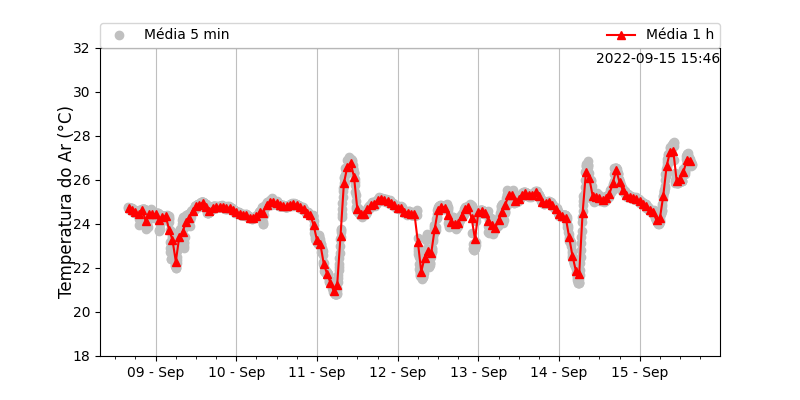 Média 5 min
Média 1 h
2022-09-15 15:46
Temperatura do Ar (°C)
32
30
28
26
24
22
20
18
09 - Sep
10 - Sep
11 - Sep
12 - Sep
13 - Sep
14 - Sep
15 - Sep